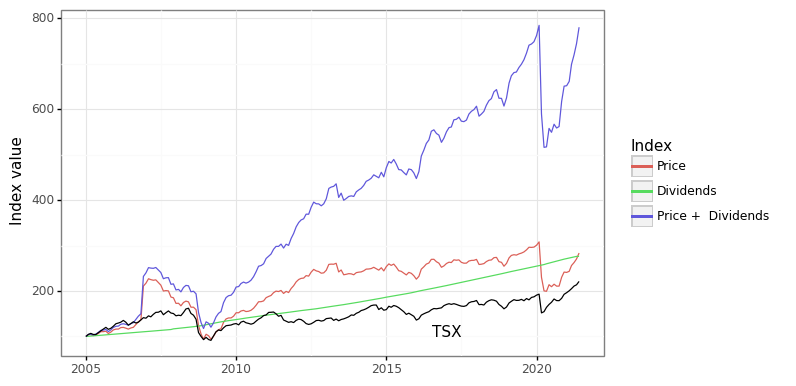 800
600
400
200
Index value
2005
2010
2015
2020
TSX
Index
Price
Dividends
Price +  Dividends